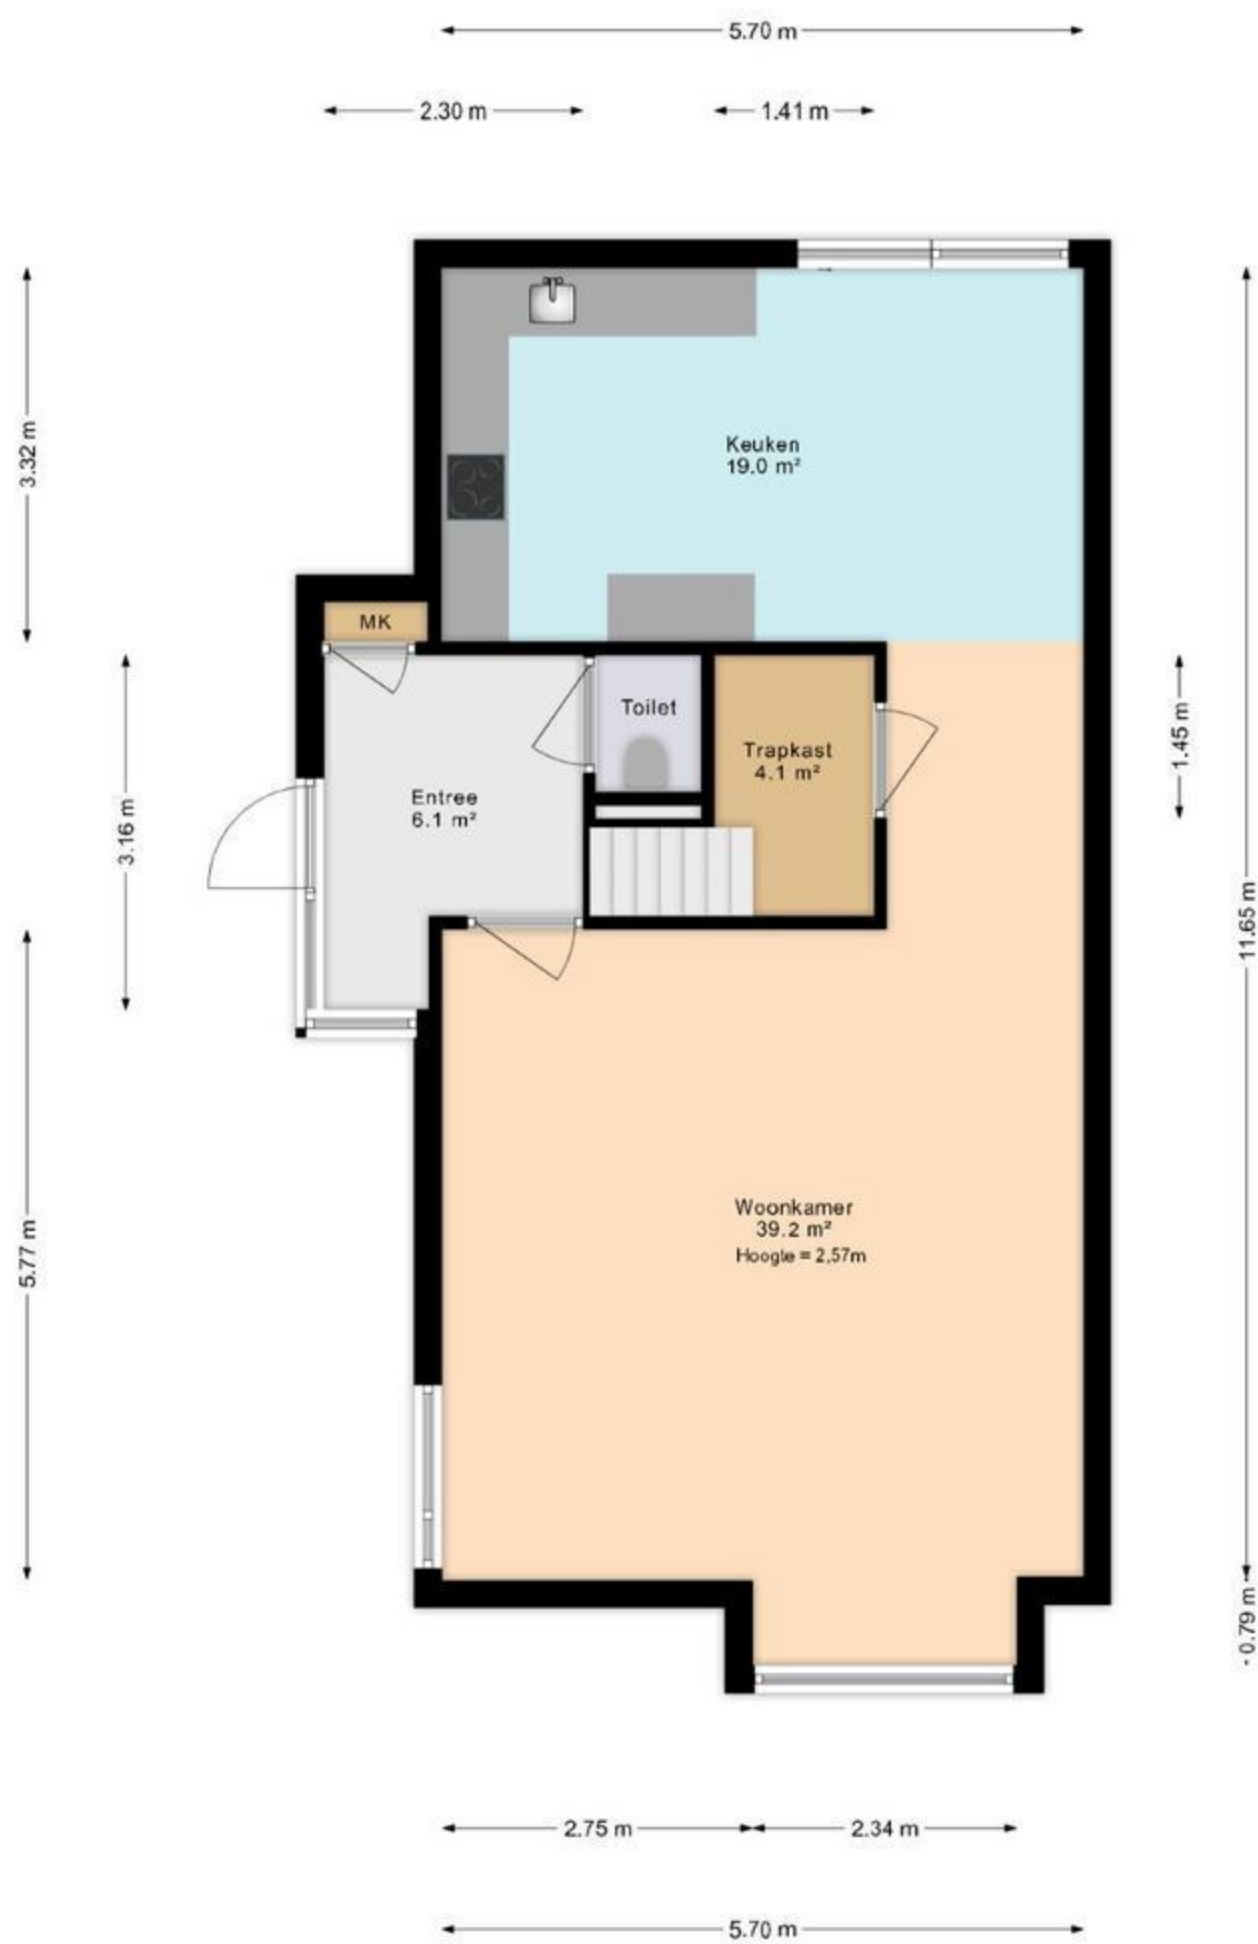 5.70 m
2.30 m
1.41 m
3.32 m
Keuken
19.0 m²
MK
Toilet
Trapkast
4.1 m²
1.45 m
Entree
6.1 m²
3.16 m
11.65 m
5.77 m
Woonkamer
39.2 m²
Hoogte = 2,57m
0.79 m
2.75 m
2.34 m
5.70 m